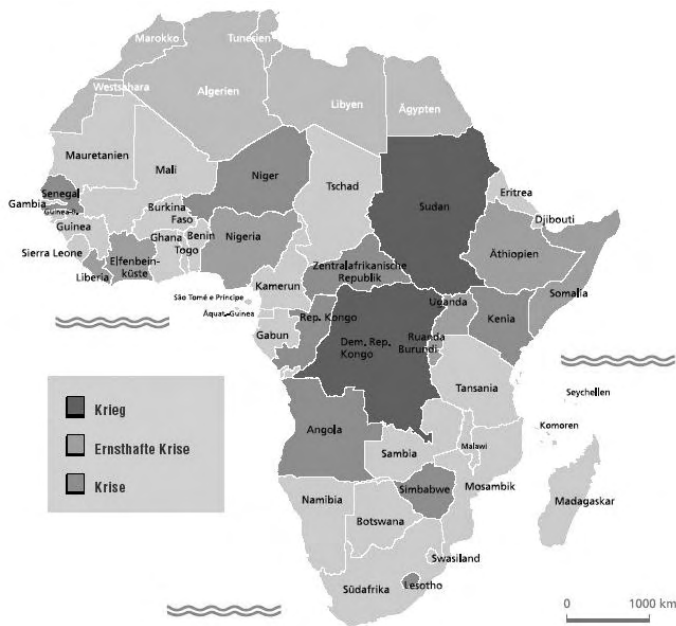 Marokko
Tunesien
Westsahara
Algerien
Libyen
Ägypten
Mauretanien
Mali
Niger
Tschad
Sudan
Eritrea
Djibouti
Senegal
Gambia
Guinea-B.
Guinea
Burkina
Faso
Benin
Ghana
Togo
Nigeria
Sierra Leone
Liberia
Elfenbein-
küste
Äthiopien
Zentralafrikanische
Republik
Kamerun
Somalia
São Tomé e Príncipe
Äquat.-Guinea
Rep. Kongo
Uganda
Kenia
Gabun
Dem. Rep.
Kongo
Ruanda
Burundi
Tansania
Seychellen
Krieg
Ernsthafte Krise
Krise
Angola
Sambia
Malawi
Komoren
Simbabwe
Mosambik
Madagaskar
Namibia
Botswana
Swasiland
Südafrika
Lesotho
0 1000 km